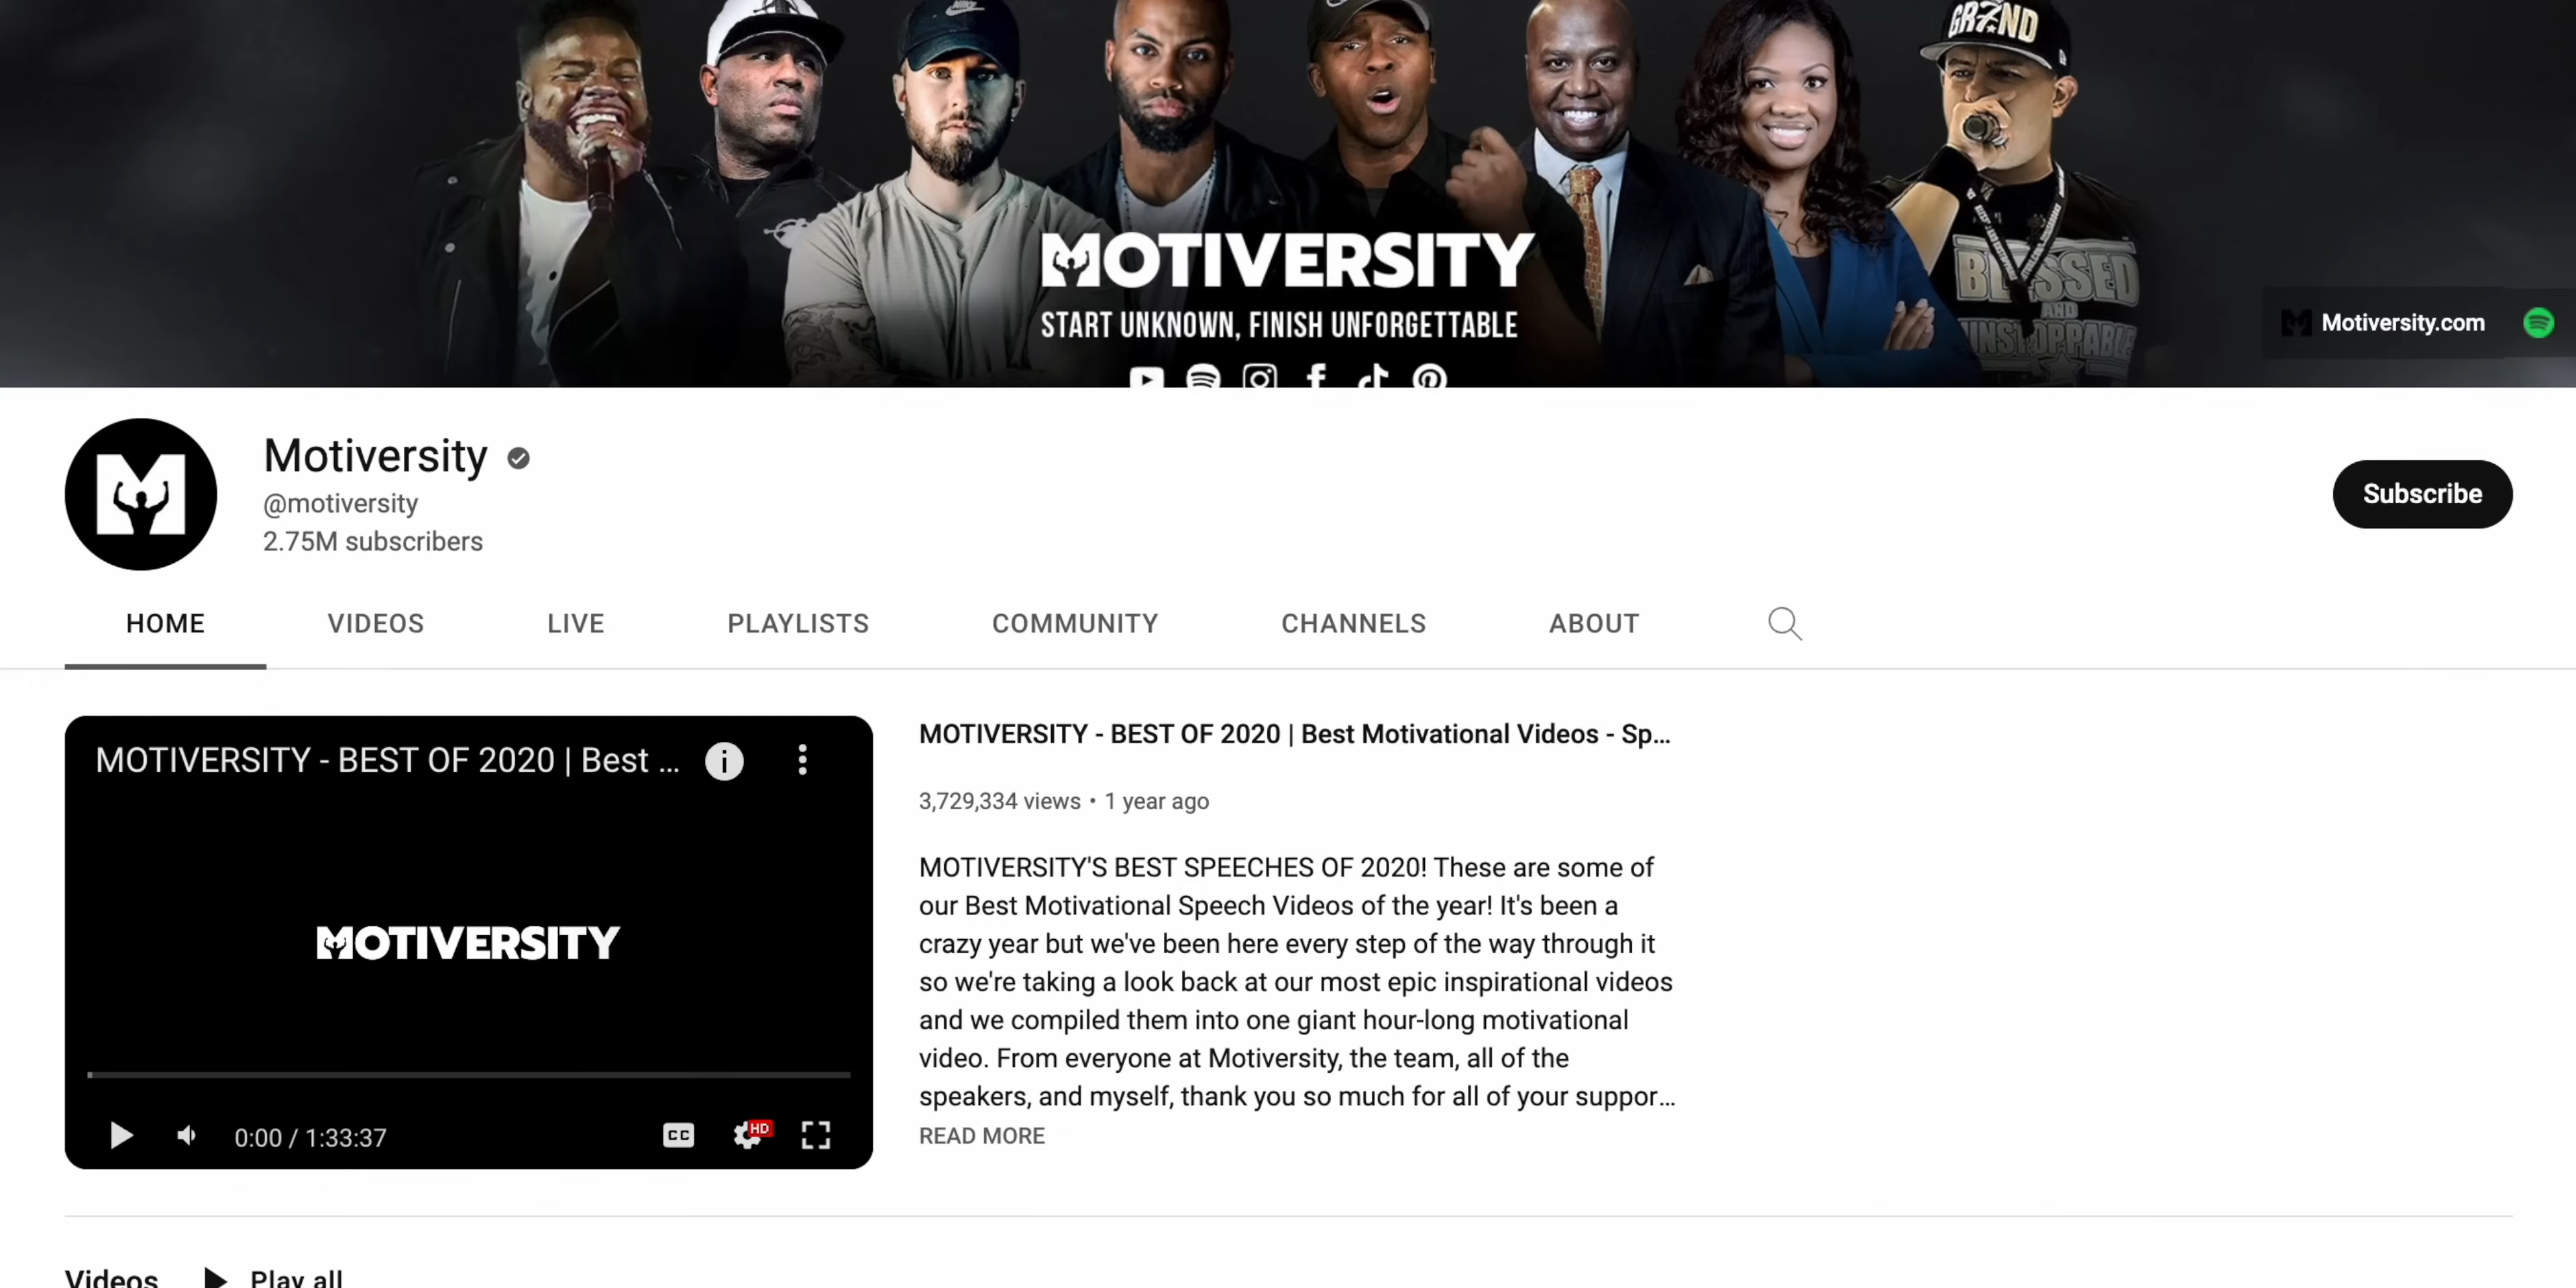 GRIND
MOTIVERSITY
START UNKNOWN, FINISH UNFORGETTABLE
BLESSED
AND
UNSTOPPABLE
Motiversity.com
Motiversity
@motiversity
2.75M subscribers
Subscribe
HOME VIDEOS LIVE PLAYLISTS COMMUNITY CHANNELS ABOUT
MOTIVERSITY - BEST OF 2020 | Best ...
MOTIVERSITY
0:00 / 1:33:37
CC HD
MOTIVERSITY - BEST OF 2020 | Best Motivational Videos - Sp...
3,729,334 views • 1 year ago
MOTIVERSITY'S BEST SPEECHES OF 2020! These are some of
our Best Motivational Speech Videos of the year! It's been a
crazy year but we've been here every step of the way through it
so we're taking a look back at our most epic inspirational videos
and we compiled them into one giant hour-long motivational
video. From everyone at Motiversity, the team, all of the
speakers, and myself, thank you so much for all of your suppor...
READ MORE
Videos Play all